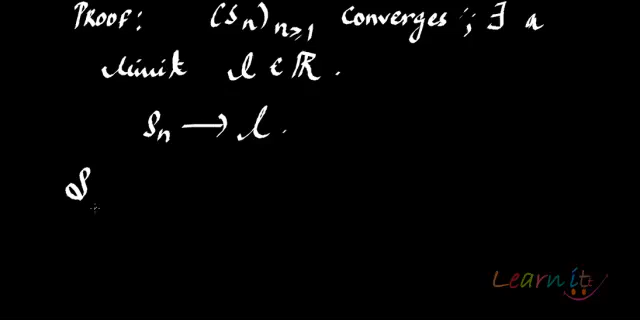 Proof: (Sn)n≥1 converges ; ∃ a
limit l ∈ ℝ.
Sn → l.
S
Learnit